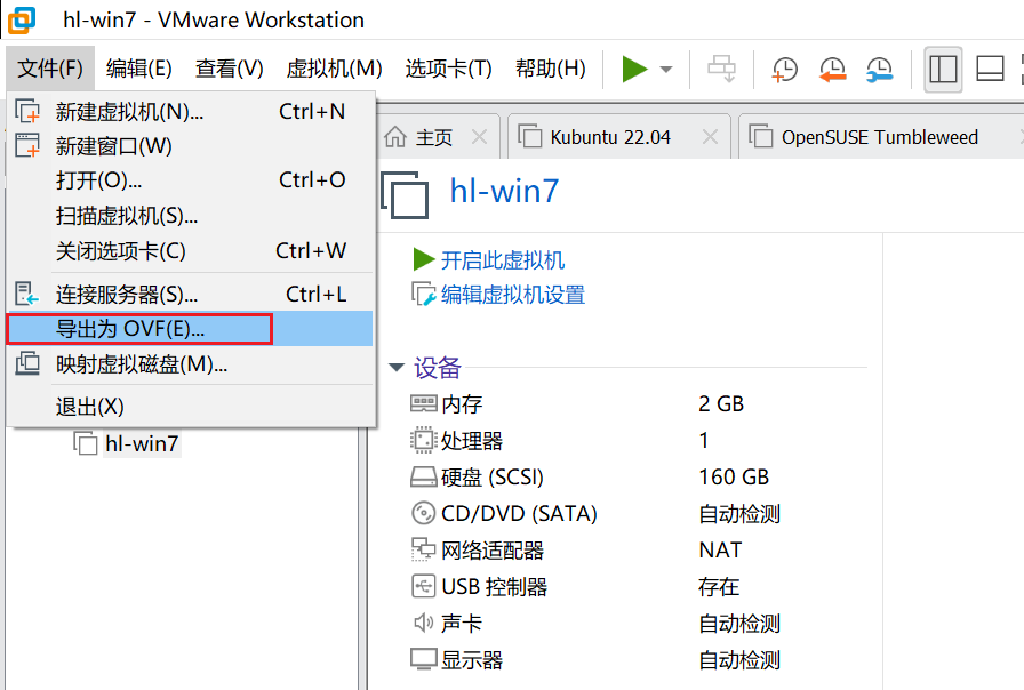 hl-win7 - VMware Workstation
文件(F) 编辑(E) 查看(V) 虚拟机(M) 选项卡(T) 帮助(H)
新建虚拟机(N)... Ctrl+N
新建窗口(W)
打开(O)... Ctrl+O
扫描虚拟机(S)...
关闭选项卡(C) Ctrl+W
连接服务器(S)... Ctrl+L
导出为 OVF(E)...
映射虚拟磁盘(M)...
退出(X)
hl-win7
主页 Kubuntu 22.04 OpenSUSE Tumbleweed
hl-win7
开启此虚拟机
编辑虚拟机设置
设备
内存 2 GB
处理器 1
硬盘 (SCSI) 160 GB
CD/DVD (SATA) 自动检测
网络适配器 NAT
USB 控制器 存在
声卡 自动检测
显示器 自动检测